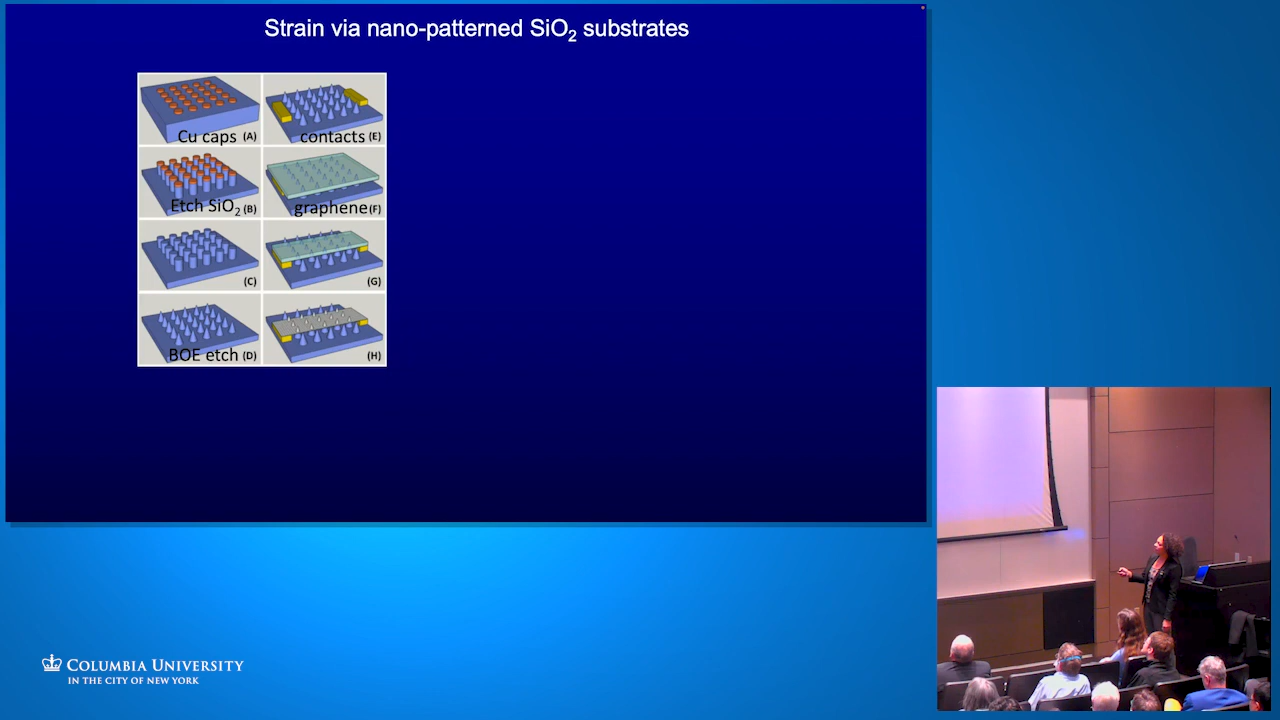 Strain via nano-patterned SiO₂ substrates
Cu caps (A)
contacts (E)
Etch SiO₂ (B)
graphene (F)
(C)
(G)
BOE etch (D)
(H)
COLUMBIA UNIVERSITY
IN THE CITY OF NEW YORK